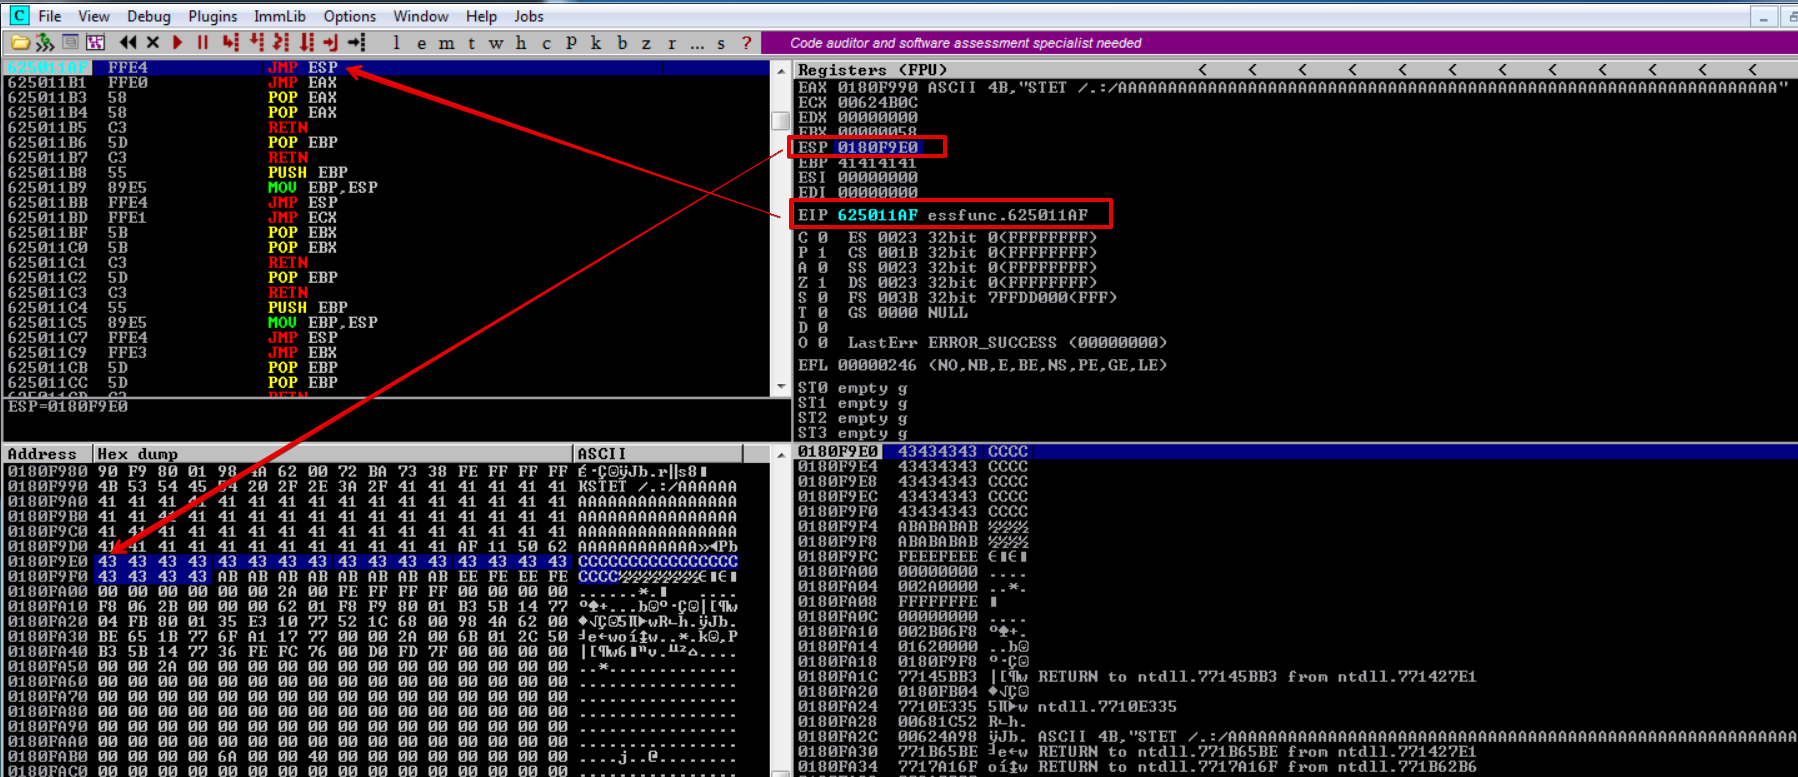 C File View Debug Plugins ImmLib Options Window Help Jobs
l e m t w h c P k b z r ... s ? Code auditor and software assessment specialist needed
625011AF FFE4 JMP ESP
625011B1 FFE0 JMP EAX
625011B3 58 POP EAX
625011B4 58 POP EAX
625011B5 C3 RETN
625011B6 5D POP EBP
625011B7 C3 RETN
625011B8 55 PUSH EBP
625011B9 89E5 MOV EBP,ESP
625011BB FFE4 JMP ESP
625011BD FFE1 JMP ECX
625011BF 5B POP EBX
625011C0 5B POP EBX
625011C1 C3 RETN
625011C2 5D POP EBP
625011C3 C3 RETN
625011C4 55 PUSH EBP
625011C5 89E5 MOV EBP,ESP
625011C7 FFE4 JMP ESP
625011C9 FFE3 JMP EBX
625011CB 5D POP EBP
625011CC 5D POP EBP
625011CD C3 RETN
ESP=0180F9E0
Registers (FPU) < < < < < < < < < < < <
EAX 0180F990 ASCII 4B,"STET /.:/AAAAAAAAAAAAAAAAAAAAAAAAAAAAAAAAAAAAAAAAAAAAAAAAAAAAAAAAAAAAAAAAAA"
ECX 00624B0C
EDX 00000000
EBX 00000058
ESP 0180F9E0
EBP 41414141
ESI 00000000
EDI 00000000
EIP 625011AF essfunc.625011AF
C 0 ES 0023 32bit 0(FFFFFFFF)
P 1 CS 001B 32bit 0(FFFFFFFF)
A 0 SS 0023 32bit 0(FFFFFFFF)
Z 1 DS 0023 32bit 0(FFFFFFFF)
S 0 FS 003B 32bit 7FFDD000(FFF)
T 0 GS 0000 NULL
D 0
O 0 LastErr ERROR_SUCCESS (00000000)
EFL 00000246 (NO,NB,E,BE,NS,PE,GE,LE)
ST0 empty g
ST1 empty g
ST2 empty g
ST3 empty g
Address Hex dump ASCII
0180F980 90 F9 80 01 98 4A 62 00 72 BA 73 38 FE FF FF FF
0180F990 4B 53 54 45 54 20 2F 2E 3A 2F 41 41 41 41 41 41 KSTET /.:/AAAAAA
0180F9A0 41 41 41 41 41 41 41 41 41 41 41 41 41 41 41 41 AAAAAAAAAAAAAAAA
0180F9B0 41 41 41 41 41 41 41 41 41 41 41 41 41 41 41 41 AAAAAAAAAAAAAAAA
0180F9C0 41 41 41 41 41 41 41 41 41 41 41 41 41 41 41 41 AAAAAAAAAAAAAAAA
0180F9D0 41 41 41 41 41 41 41 41 41 41 41 41 AF 11 50 62 AAAAAAAAAAAA»◄Pb
0180F9E0 43 43 43 43 43 43 43 43 43 43 43 43 43 43 43 43 CCCCCCCCCCCCCCCC
0180F9F0 43 43 43 43 AB AB AB AB AB AB AB AB EE FE EE FE CCCC½½½½½½½½
0180FA00 00 00 00 00 00 00 2A 00 FE FF FF FF 00 00 00 00
0180FA10 F8 06 2B 00 00 00 62 01 F8 F9 80 01 B3 5B 14 77
0180FA20 04 FB 80 01 35 E3 10 77 52 1C 68 00 98 4A 62 00
0180FA30 BE 65 1B 77 6F A1 17 77 00 00 2A 00 6B 01 2C 50
0180FA40 B3 5B 14 77 36 FE FC 76 00 D0 FD 7F 00 00 00 00
0180FA50 00 00 2A 00 00 00 00 00 00 00 00 00 00 00 00 00 ..*.............
0180FA60 00 00 00 00 00 00 00 00 00 00 00 00 00 00 00 00 ................
0180FA70 00 00 00 00 00 00 00 00 00 00 00 00 00 00 00 00 ................
0180FA80 00 00 00 00 00 00 00 00 00 00 00 00 00 00 00 00 ................
0180FA90 00 00 00 00 00 00 00 00 00 00 00 00 00 00 00 00 ................
0180FAA0 00 00 00 00 00 00 00 00 00 00 00 00 00 00 00 00 ................
0180FAB0 00 00 00 00 6A 00 00 40 00 00 00 00 00 00 00 00 ....j..@........
0180FAC0 00 00 00 00 00 00 00 00 00 00 00 00 00 00 00 00
0180F9E0 43434343 CCCC
0180F9E4 43434343 CCCC
0180F9E8 43434343 CCCC
0180F9EC 43434343 CCCC
0180F9F0 43434343 CCCC
0180F9F4 ABABABAB ½½½½
0180F9F8 ABABABAB ½½½½
0180F9FC FEEEFEEE
0180FA00 00000000 ....
0180FA04 002A0000 ..*.
0180FA08 FFFFFFFE
0180FA0C 00000000 ....
0180FA10 002B06F8
0180FA14 01620000 ..b☺
0180FA18 0180F9F8
0180FA1C 77145BB3 RETURN to ntdll.77145BB3 from ntdll.771427E1
0180FA20 0180FB04
0180FA24 7710E335 ntdll.7710E335
0180FA28 00681C52
0180FA2C 00624A98 ÿJb. ASCII 4B,"STET /.:/AAAAAAAAAAAAAAAAAAAAAAAAAAAAAAAAAAAAAAAAAAAAAAAAAAAAAAAAA
0180FA30 771B65BE RETURN to ntdll.771B65BE from ntdll.771427E1
0180FA34 7717A16F RETURN to ntdll.7717A16F from ntdll.771B62B6